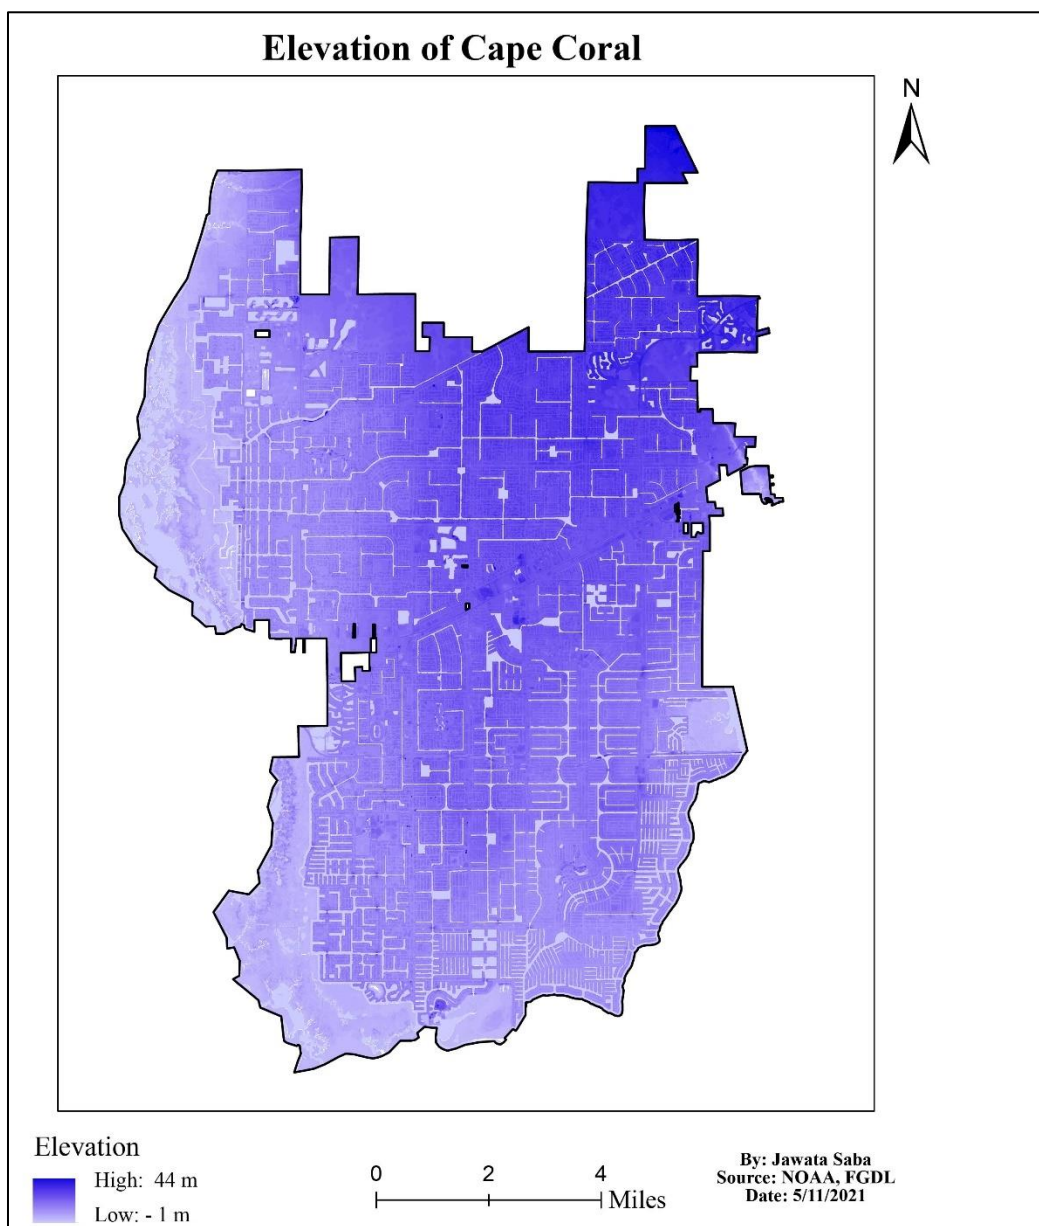 Elevation of Cape Coral
N
Elevation
High: 44 m
Low: - 1 m
0 2 4
Miles
By: Jawata Saba
Source: NOAA, FGDL
Date: 5/11/2021